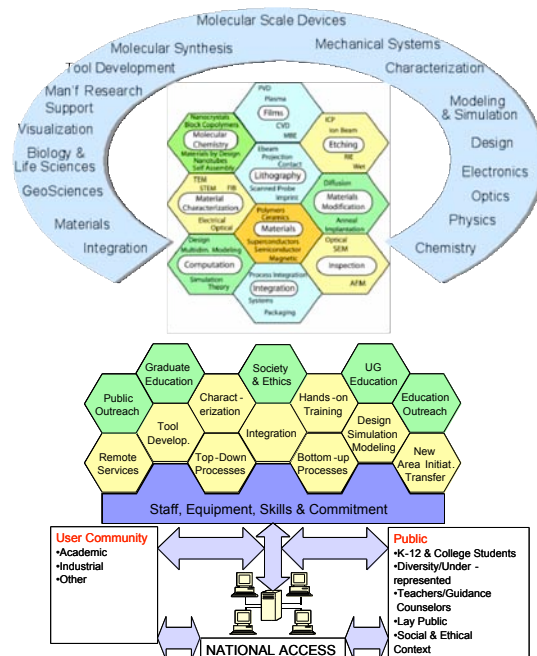 Molecular Scale Devices
Molecular Synthesis
Tool Development
Man'f Research
Support
Visualization
Biology &
Life Sciences
GeoSciences
Materials
Integration
Mechanical Systems
Characterization
Modeling
& Simulation
Design
Electronics
Optics
Physics
Chemistry
PVD
Plasma
Films
CVD
MBE
Nanocrystals
Block Copolymers
Molecular
Chemistry
Materials by Design
Nanotubes
Self Assembly
ICP
Ion Beam
Etching
RIE
Wet
Ebeam
Projection
Contact
Lithography
Scanned Probe
Imprint
TEM
STEM FIB
Material
Characterization
Electrical
Optical
Diffusion
Materials
Modification
Anneal
Implantation
Polymers
Ceramics
Materials
Superconductors
Semiconductor
Magnetic
Design
Multidim. Modeling
Computation
Simulation
Theory
Optical
SEM
Inspection
AFM
Process Integration
Integration
Systems
Packaging
Graduate
Education
Society
& Ethics
UG
Education
Public
Outreach
Charact -
erization
Hands-on
Training
Education
Outreach
Tool
Develop.
Integration
Design
Simulation
Modeling
Remote
Services
Top-Down
Processes
Bottom-up
Processes
New
Area Initiat.
Transfer
Staff, Equipment, Skills & Commitment
User Community
•Academic
•Industrial
•Other
Public
•K-12 & College Students
•Diversity/Under -
represented
•Teachers/Guidance
Counselors
•Lay Public
•Social & Ethical
Context
NATIONAL ACCESS